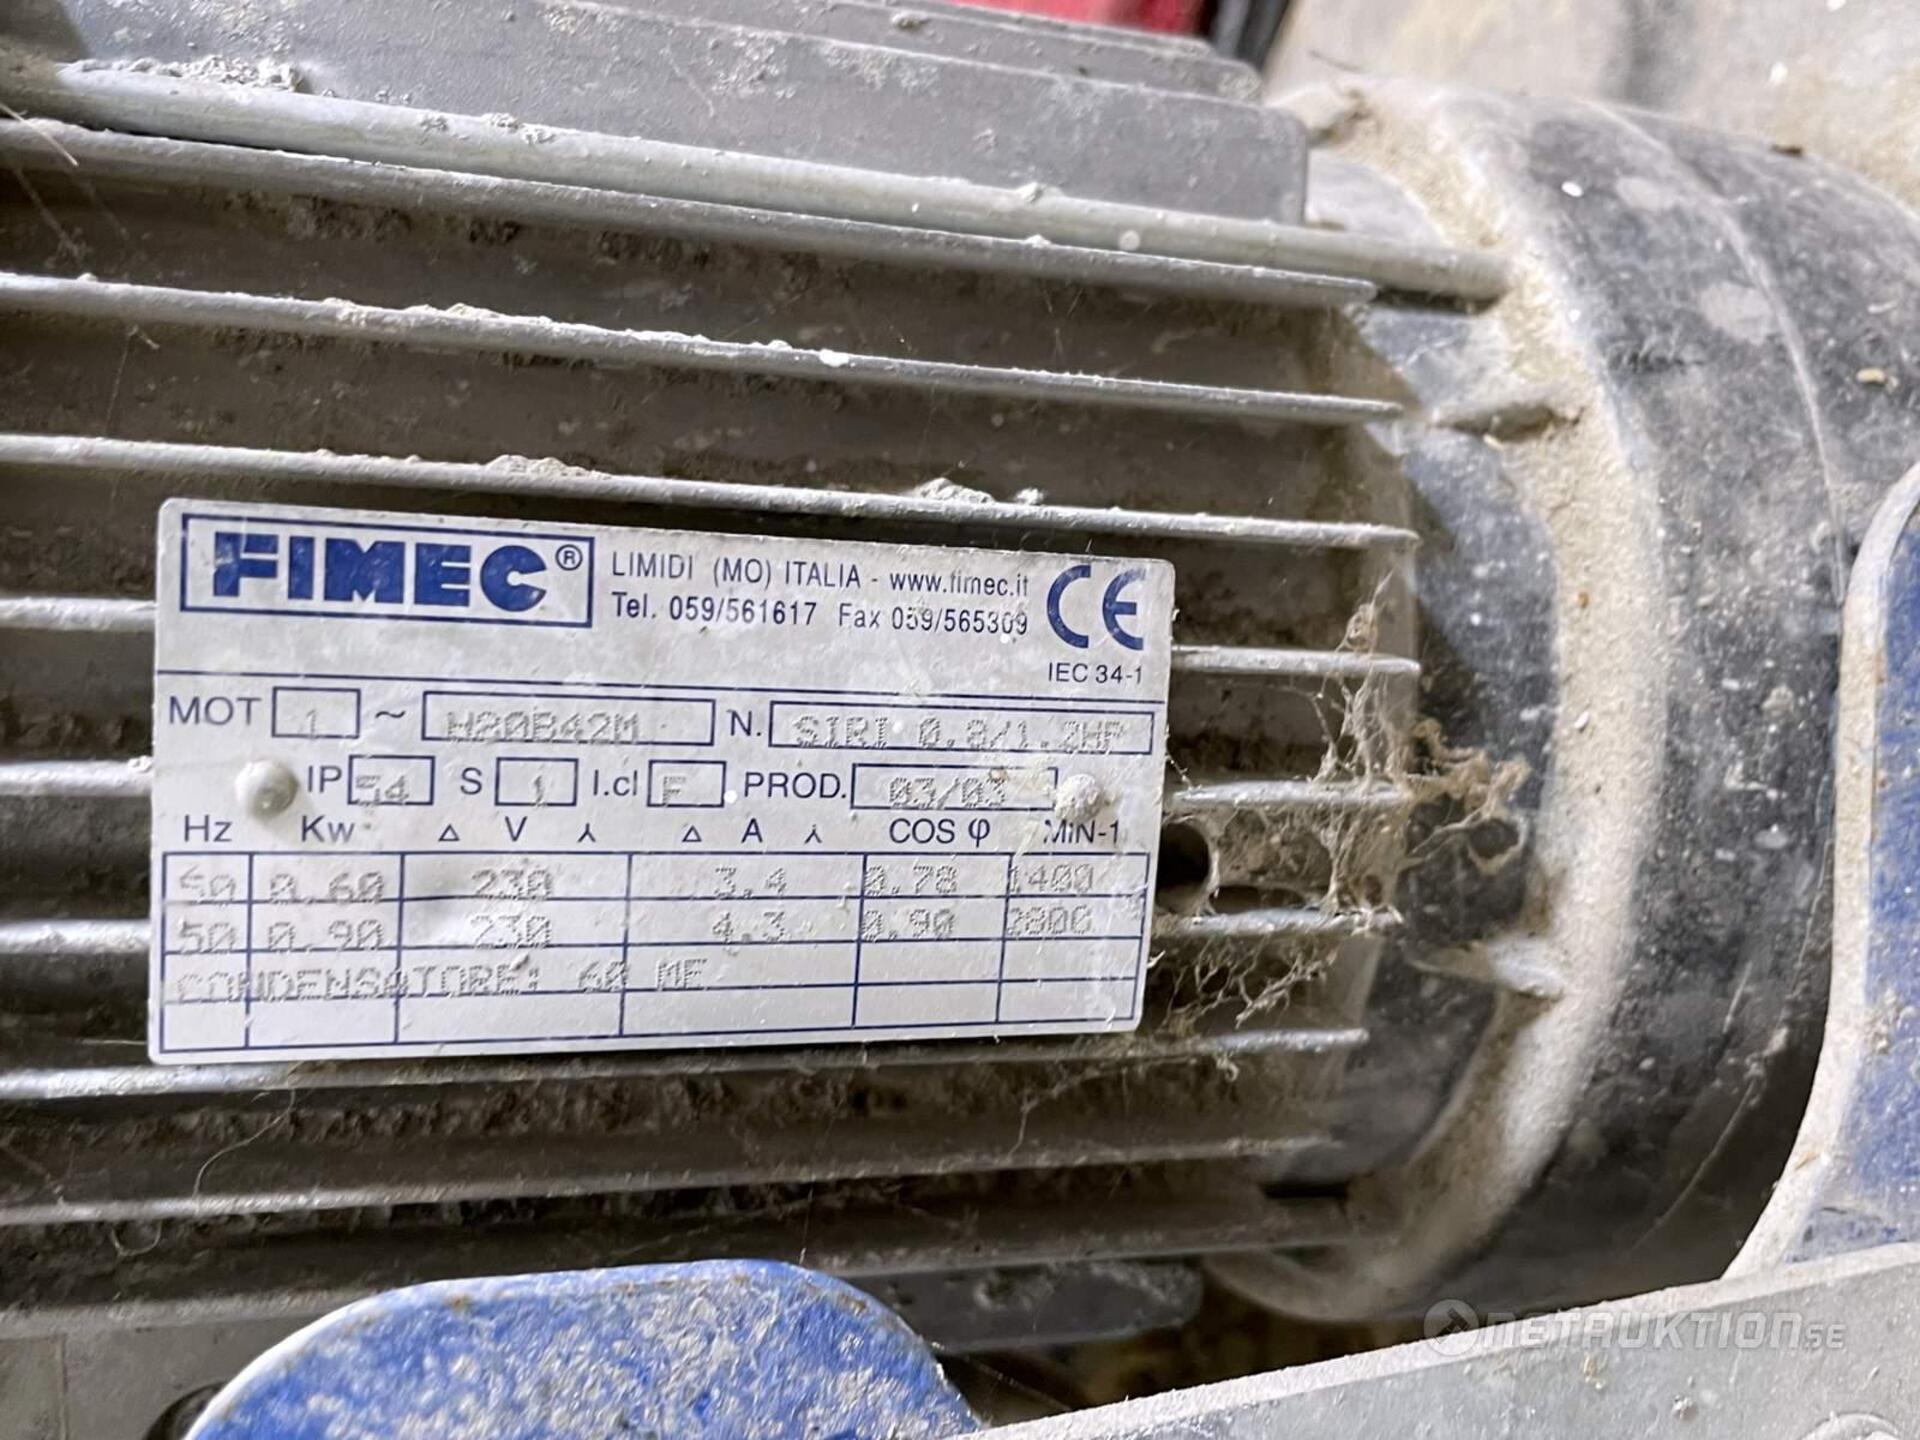 FIMEC® LIMIDI (MO) ITALIA - www.fimec.it
Tel. 059/561617 Fax 059/565309
CE
IEC 34-1
MOT 1 ~ H80B42M N. SIRI 0.8/1.2HP
IP 54 S 1 I.cl F PROD. 03/03
Hz Kw △ V ⅄ △ A ⅄ COS φ MiN-1
50 0.60 230 3.4 0.78 1400
50 0.90 230 4.3 0.90 2800
CONDENSATORE: 60 MF
NETAUKTION.SE